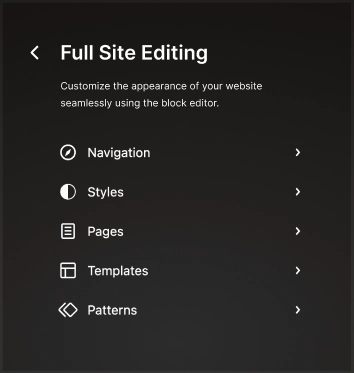 Full Site Editing
Customize the appearance of your website
seamlessly using the block editor.
Navigation
Styles
Pages
Templates
Patterns